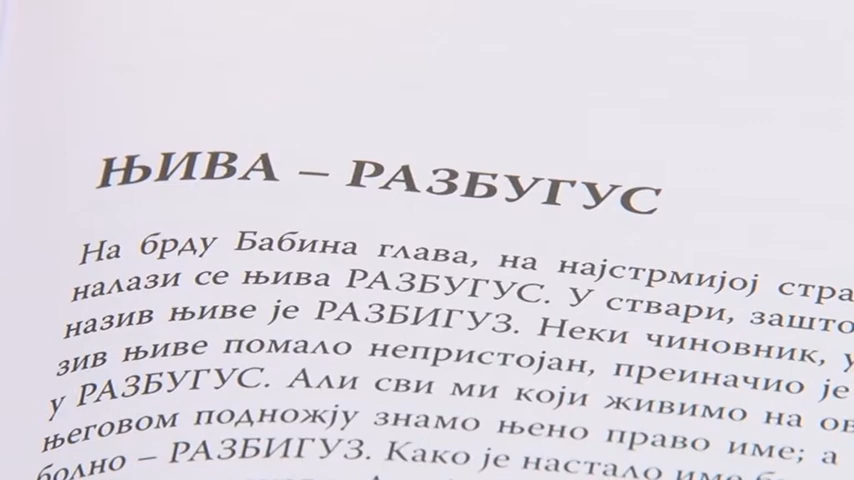 ЊИВА – РАЗБУГУС
На брду Бабина глава, на најстрмијој стра
налази се њива РАЗБУГУС. У ствари, зашто
назив њиве је РАЗБИГУЗ. Неки чиновник, у
зив њиве помало непристојан, преиначио је
у РАЗБУГУС. Али сви ми који живимо на ов
његовом подножју знамо њено право име; а
болно – РАЗБИГУЗ. Како је настало име